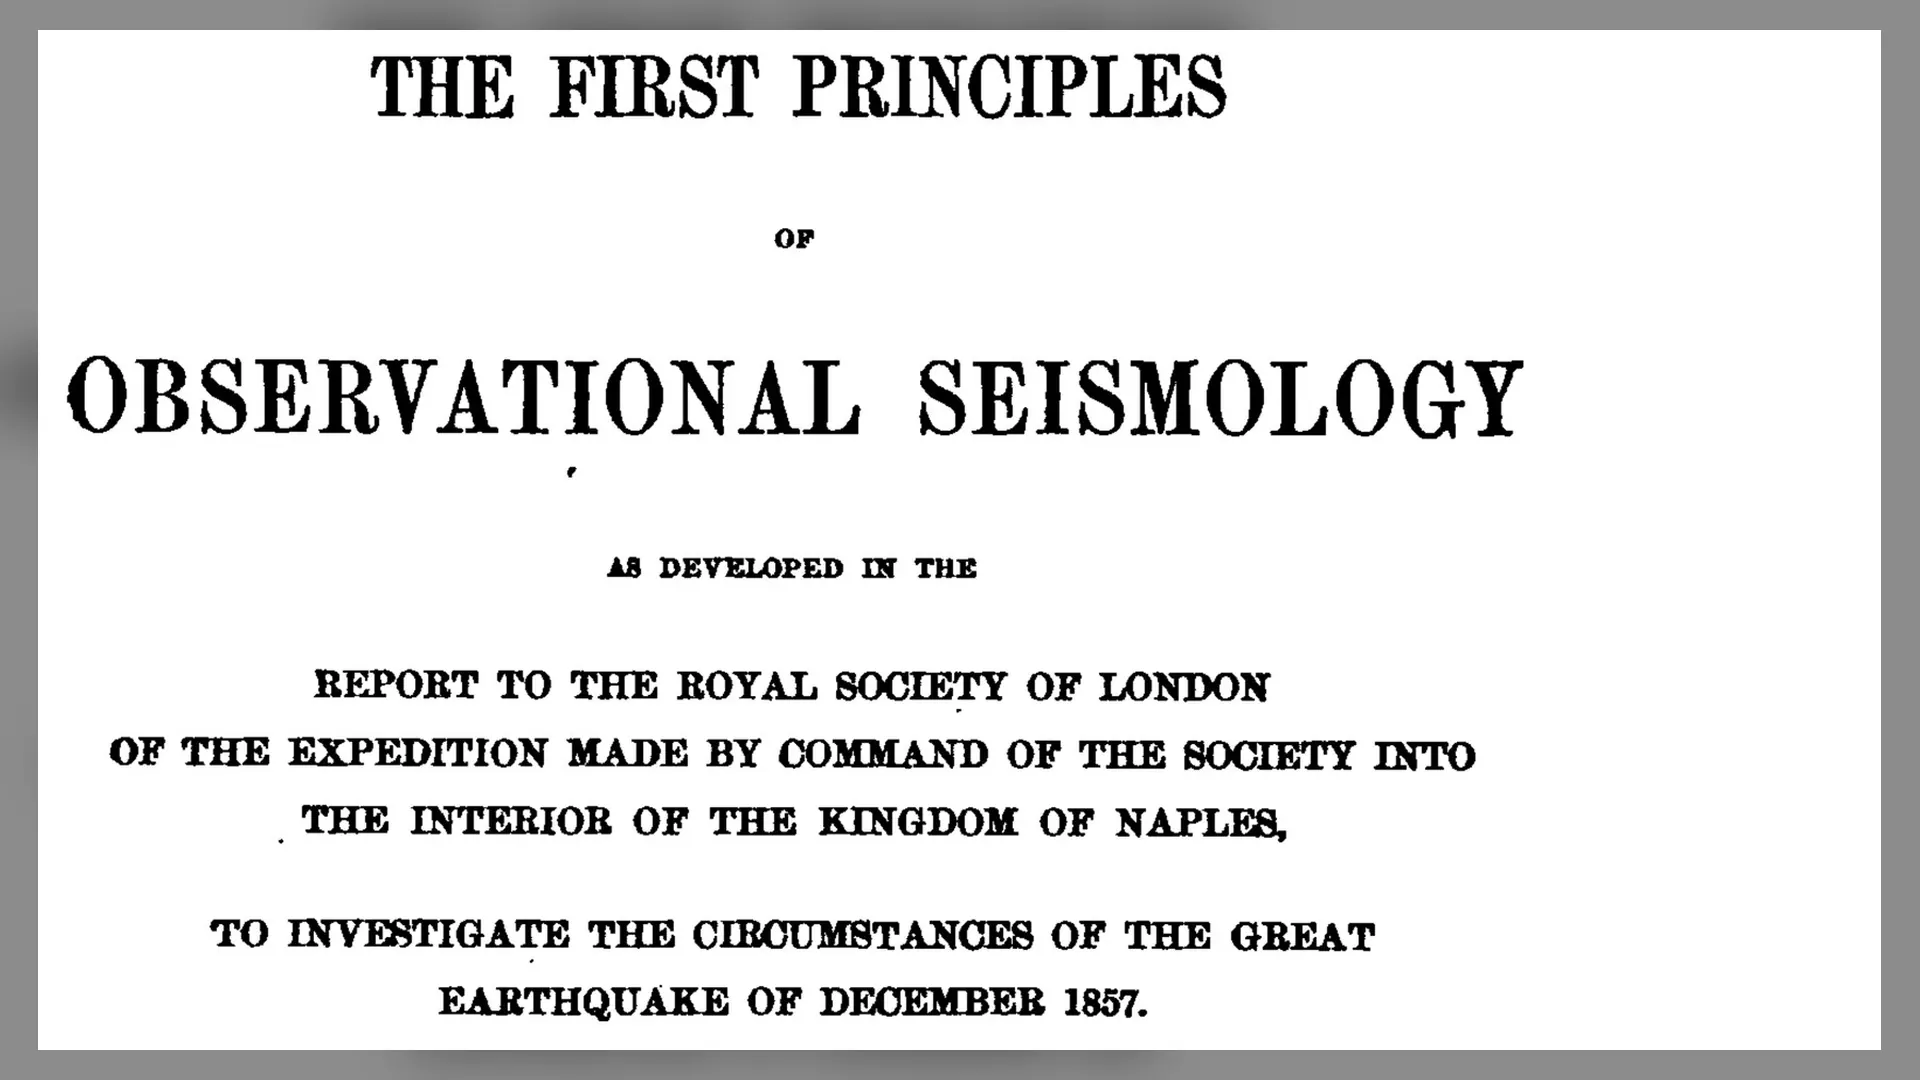 THE FIRST PRINCIPLES
OF
OBSERVATIONAL SEISMOLOGY
AS DEVELOPED IN THE
REPORT TO THE ROYAL SOCIETY OF LONDON
OF THE EXPEDITION MADE BY COMMAND OF THE SOCIETY INTO
THE INTERIOR OF THE KINGDOM OF NAPLES,
TO INVESTIGATE THE CIRCUMSTANCES OF THE GREAT
EARTHQUAKE OF DECEMBER 1857.